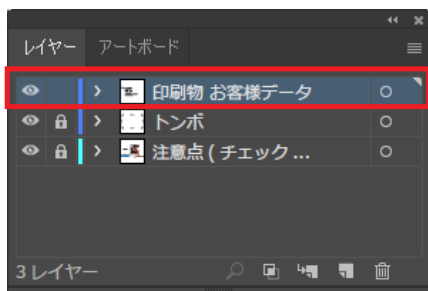 レイヤー アートボード
印刷物 お客様データ
トンボ
注意点 ( チェック ...
3 レイヤー